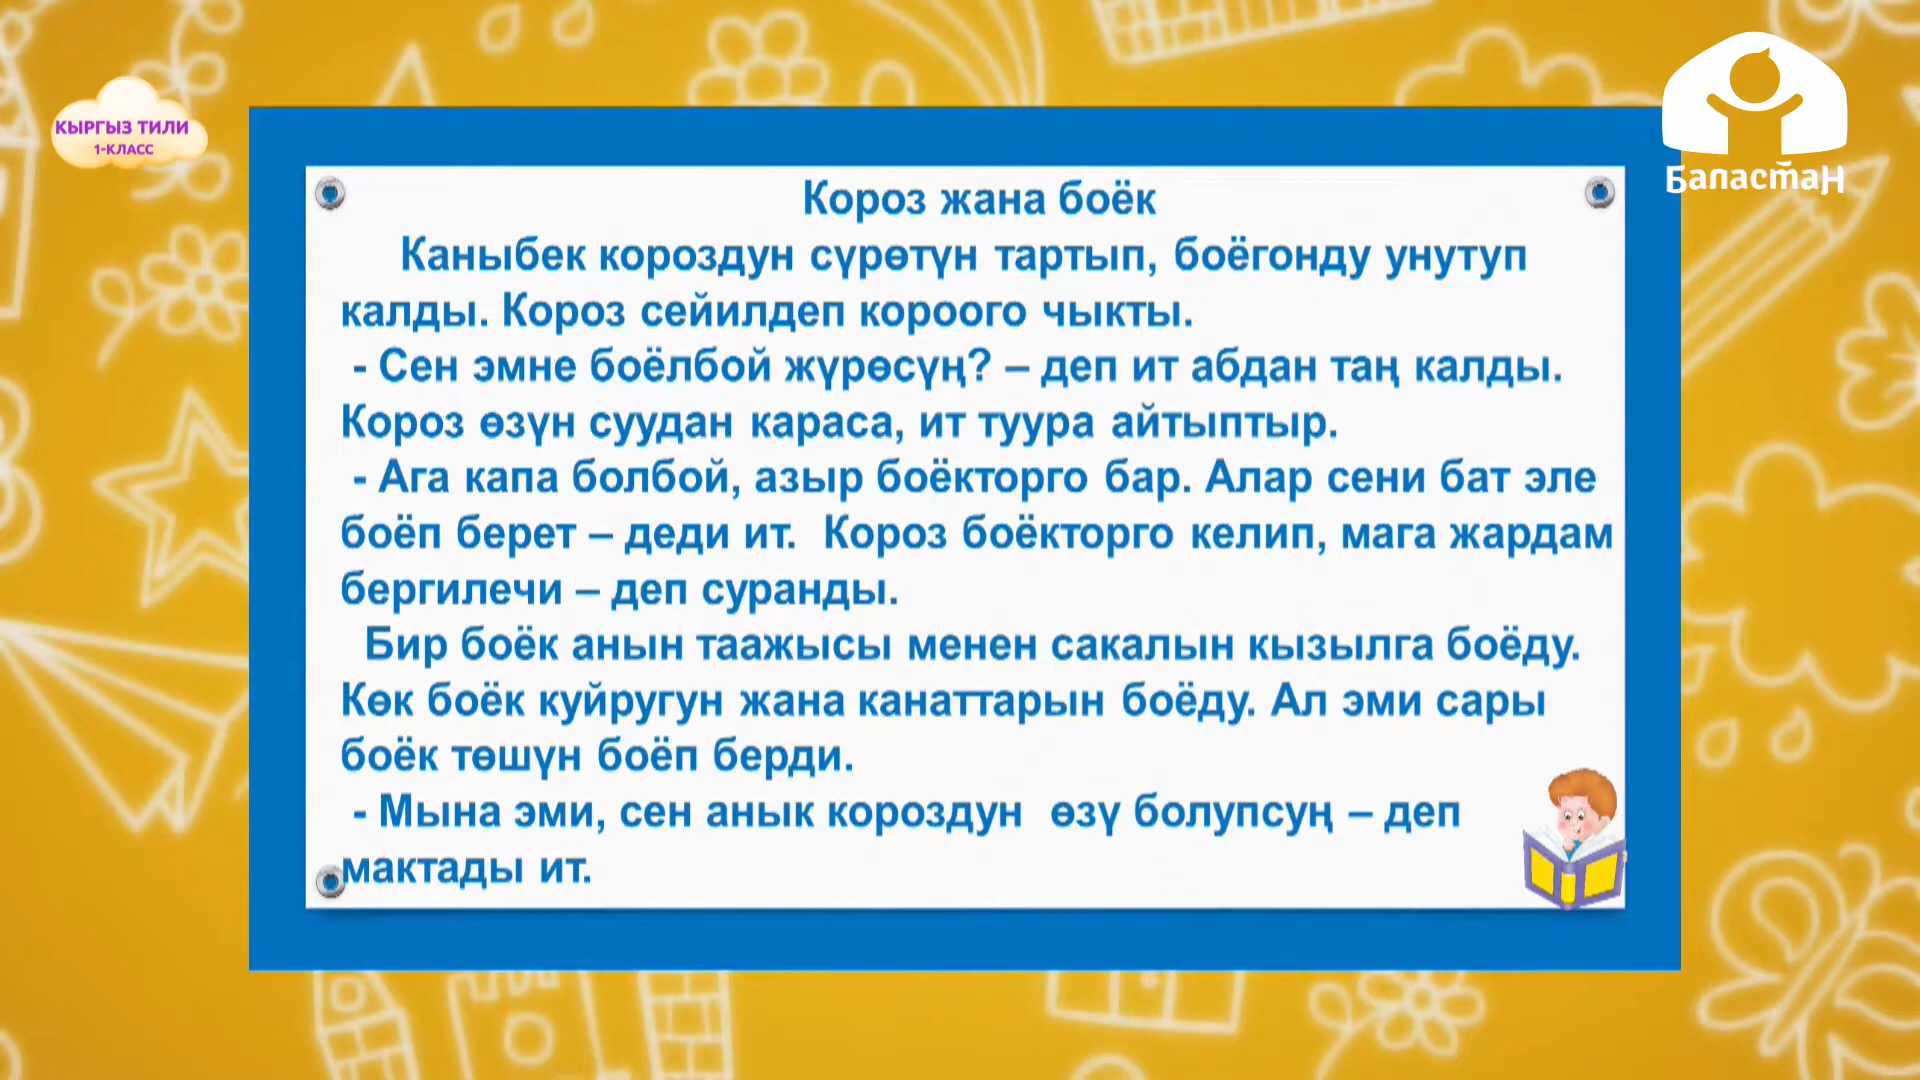 КЫРГЫЗ ТИЛИ
1-КЛАСС
Баластан
Короз жана боёк
Каныбек короздун сүрөтүн тартып, боёгонду унутуп
калды. Короз сейилдеп короого чыкты.
- Сен эмне боёлбой жүрөсүң? – деп ит абдан таң калды.
Короз өзүн суудан караса, ит туура айтыптыр.
- Ага капа болбой, азыр боёкторго бар. Алар сени бат эле
боёп берет – деди ит. Короз боёкторго келип, мага жардам
бергилечи – деп суранды.
Бир боёк анын таажысы менен сакалын кызылга боёду.
Көк боёк куйругун жана канаттарын боёду. Ал эми сары
боёк төшүн боёп берди.
- Мына эми, сен анык короздун өзү болупсуң – деп
мактады ит.